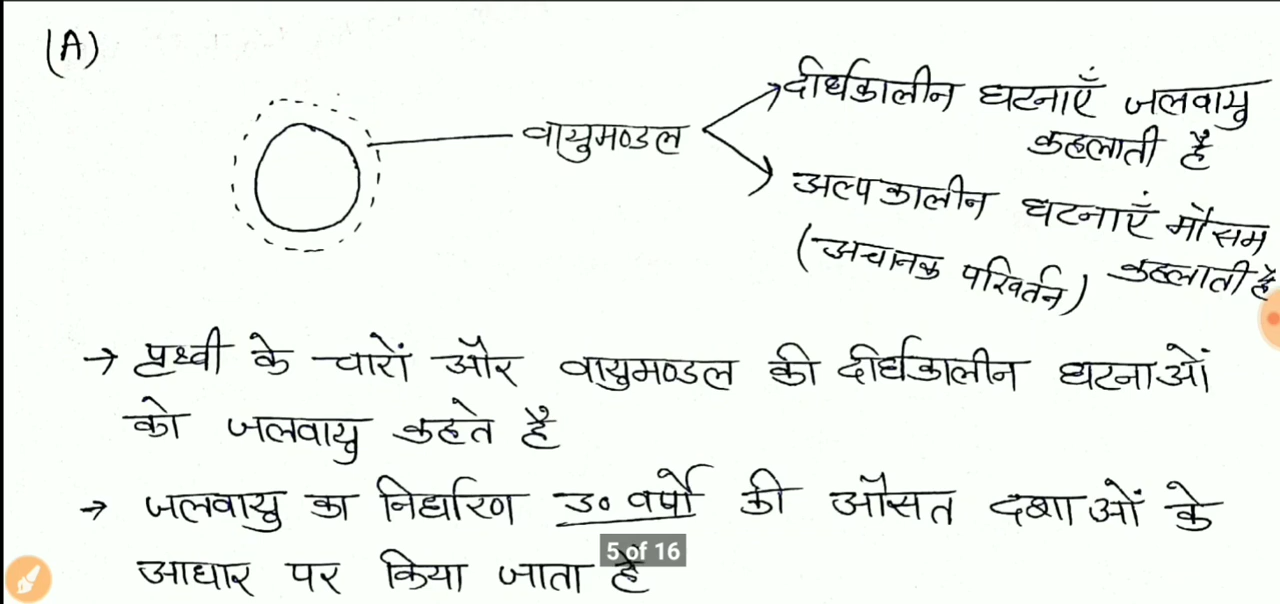 (A)
दीर्घकालीन घटनाएँ जलवायु
कहलाती है
वायुमण्डल
अल्पकालीन घटनाएँ मौसम
(अचानक परिवर्तन) कहलाती है
→ पृथ्वी के चारों और वायुमण्डल की दीर्घकालीन घटनाओं
को जलवायु कहते है
→ जलवायु का निर्धारण 30 वर्षो की औसत दशाओं के
आधार पर किया जाता है
5 of 16